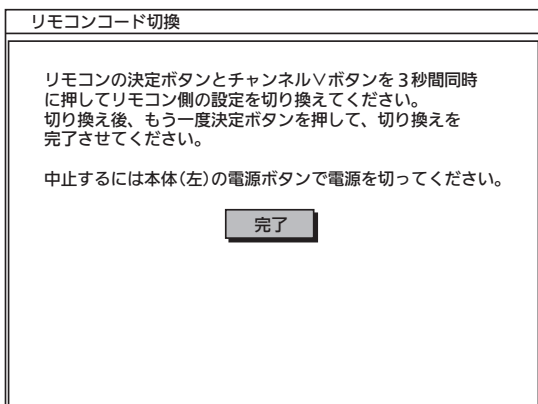 リモコンコード切換
リモコンの決定ボタンとチャンネル∨ボタンを3秒間同時
に押してリモコン側の設定を切り換えてください。
切り換え後、もう一度決定ボタンを押して、切り換えを
完了させてください。
中止するには本体(左)の電源ボタンで電源を切ってください。
完了